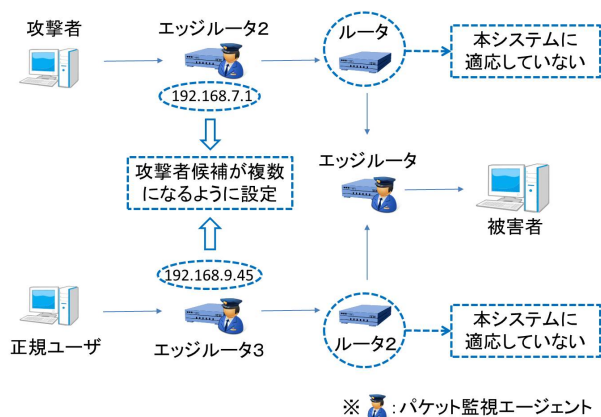 攻撃者
エッジルータ2
ルータ
本システムに
適応していない
192.168.7.1
攻撃者候補が複数
になるように設定
エッジルータ
被害者
192.168.9.45
正規ユーザ
エッジルータ3
ルータ2
本システムに
適応していない
※ :パケット監視エージェント